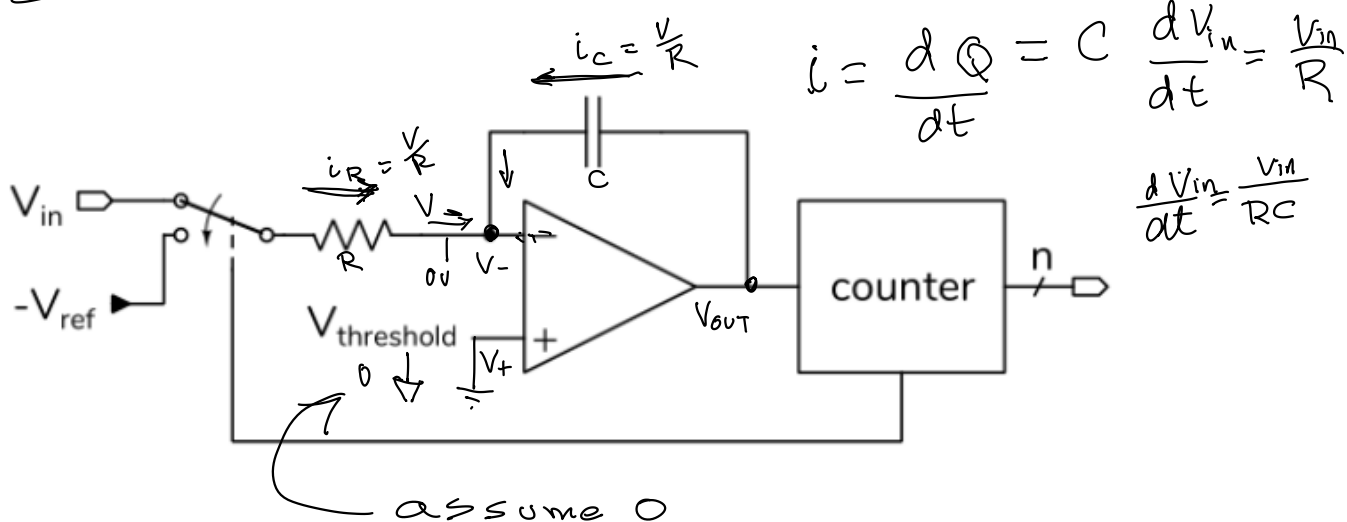 i_C = V/R
i = dQ/dt = C dV_in/dt = V_in/R
i_R = V/R
C
V_in
V_-
dV_in/dt = V_in/RC
R
0V
V-
-
n
counter
-V_ref
V_OUT
V_threshold
+
V+
0
assume 0